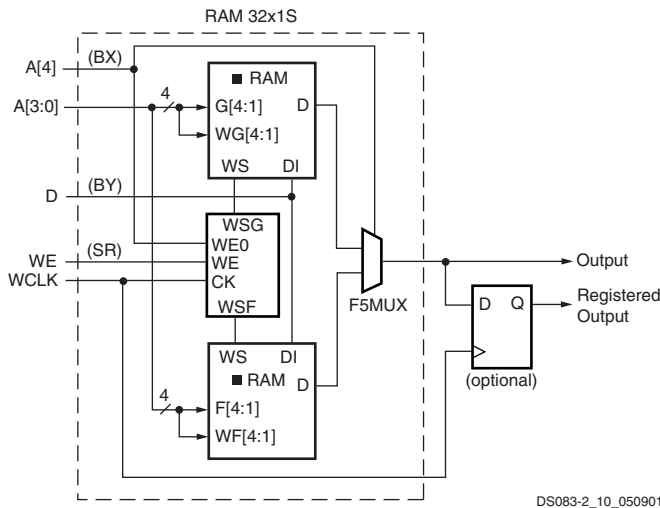 RAM 32x1S
A[4]
(BX)
A[3:0]
4
RAM
G[4:1]
D
WG[4:1]
WS
DI
D
(BY)
WSG
WE0
WE
(SR)
WE
WCLK
CK
WSF
F5MUX
Output
D
Q
Registered
Output
(optional)
WS
DI
RAM
D
4
F[4:1]
WF[4:1]
DS083-2_10_050901